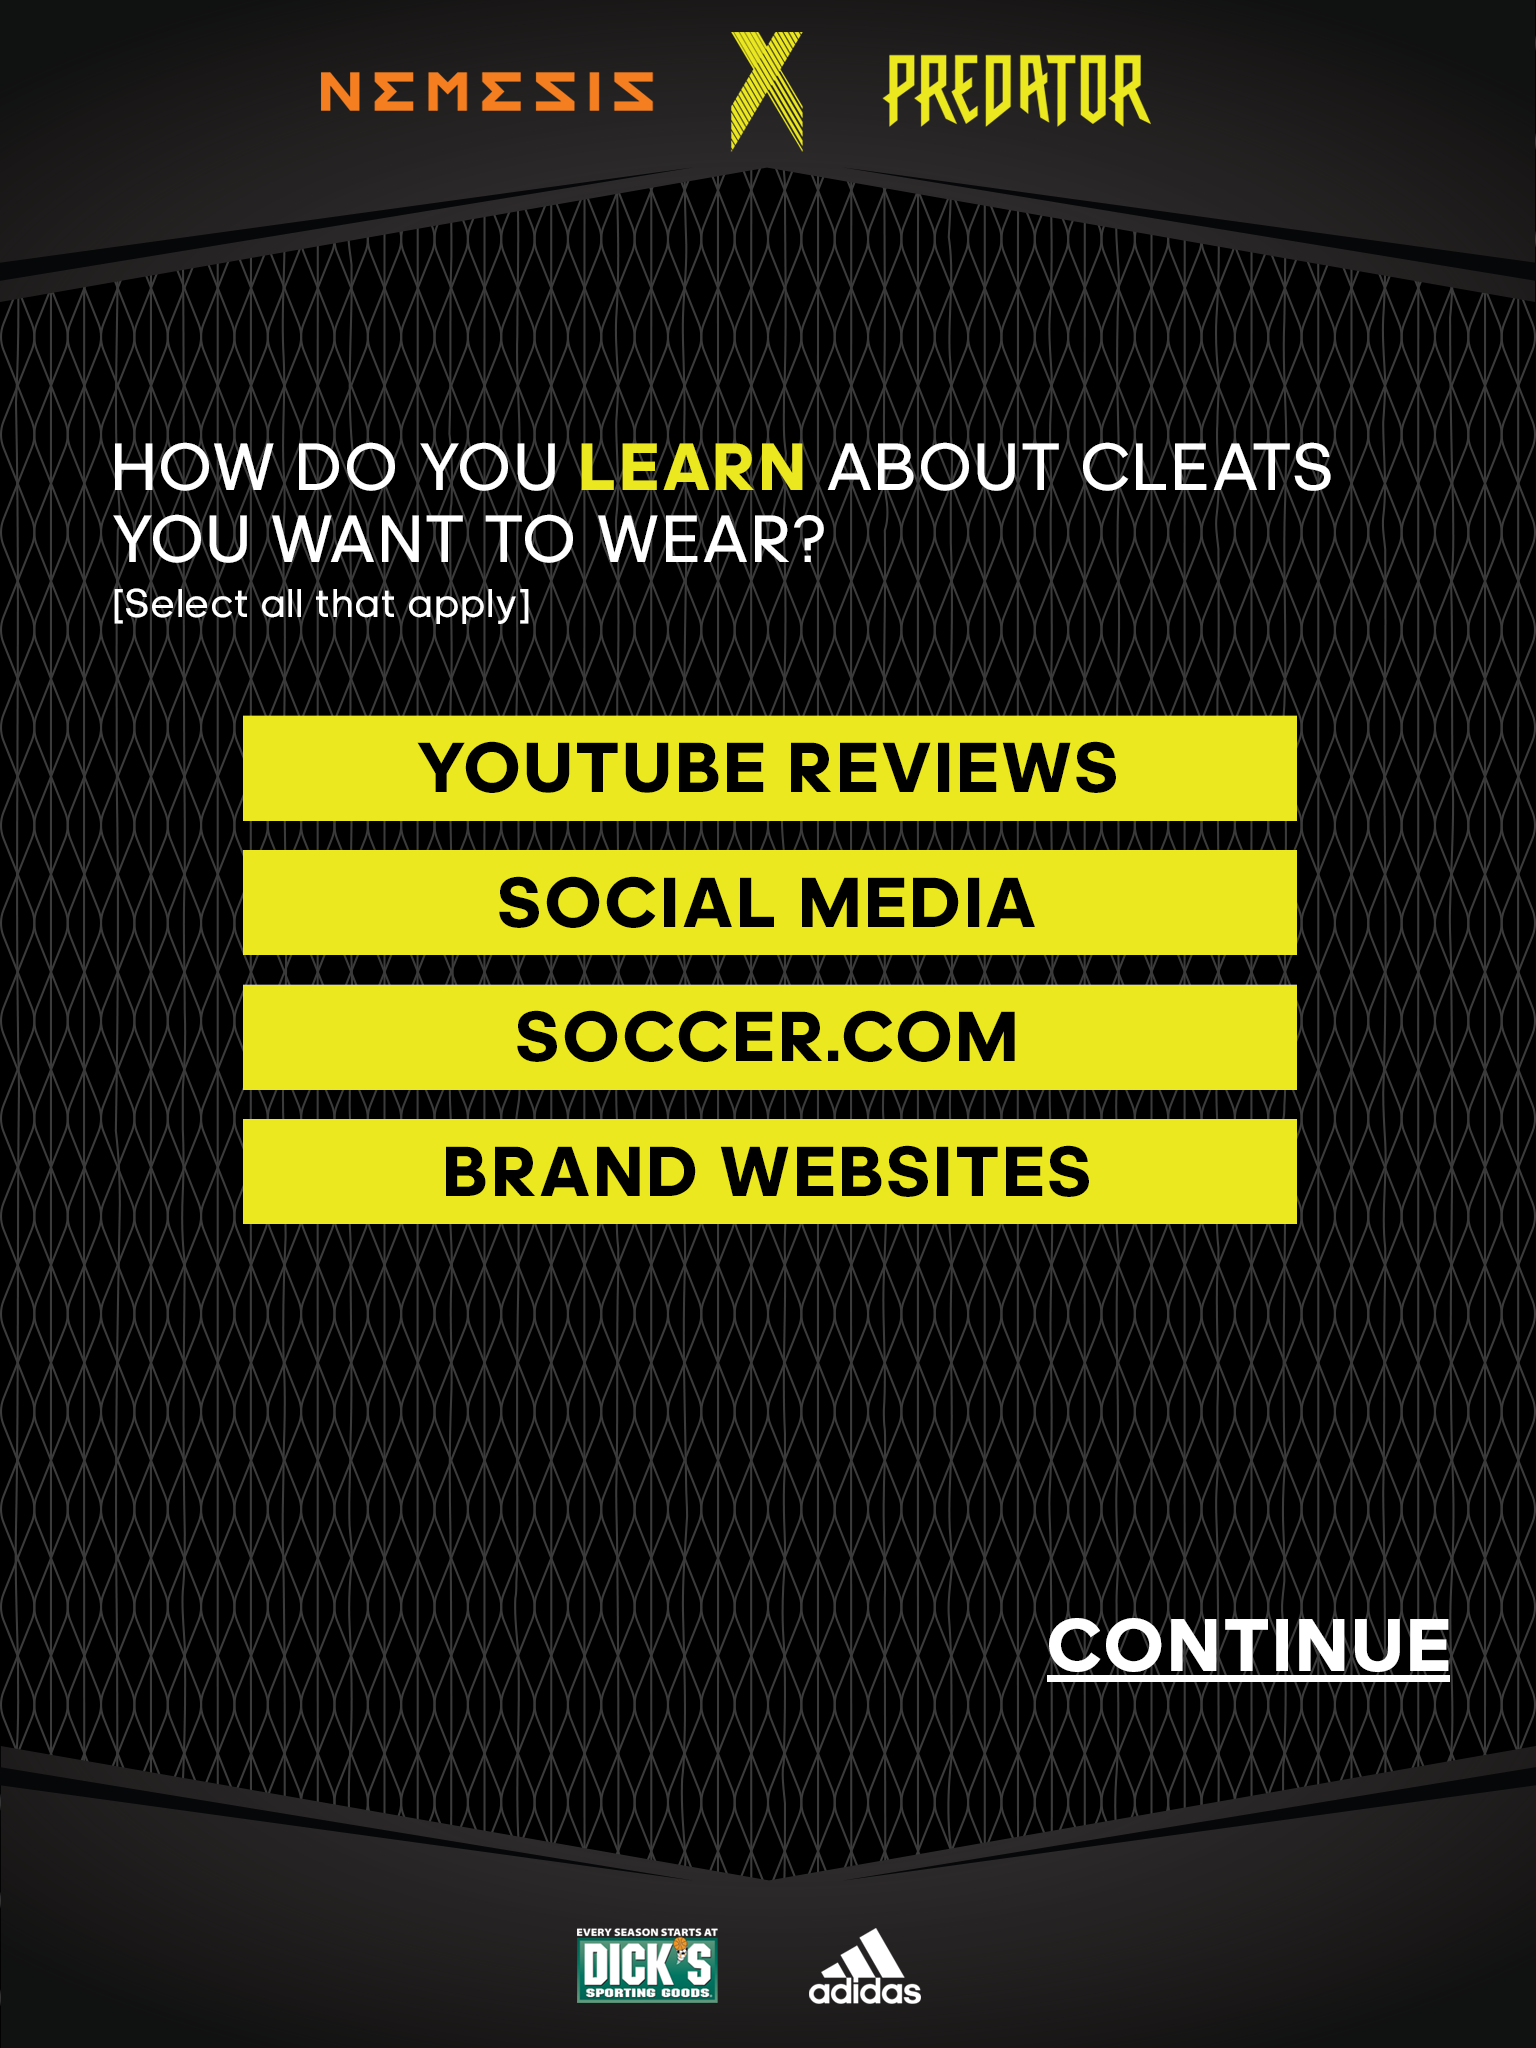 NEMESIS X PREDATOR
HOW DO YOU LEARN ABOUT CLEATS
YOU WANT TO WEAR?
[Select all that apply]
YOUTUBE REVIEWS
SOCIAL MEDIA
SOCCER.COM
BRAND WEBSITES
CONTINUE
EVERY SEASON STARTS AT
DICK'S
SPORTING GOODS
adidas